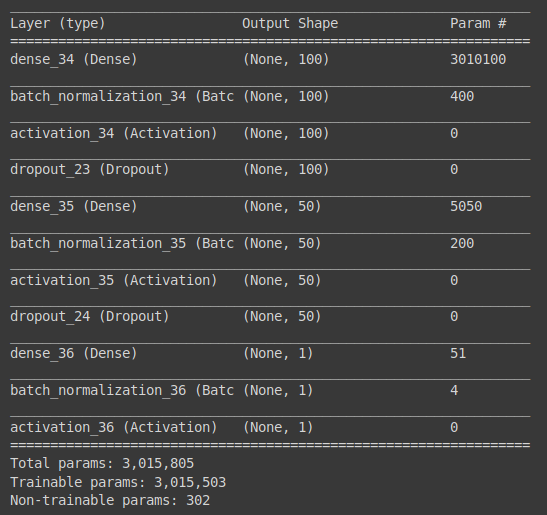 Layer (type) Output Shape Param #
dense_34 (Dense) (None, 100) 3010100
batch_normalization_34 (Batc (None, 100) 400
activation_34 (Activation) (None, 100) 0
dropout_23 (Dropout) (None, 100) 0
dense_35 (Dense) (None, 50) 5050
batch_normalization_35 (Batc (None, 50) 200
activation_35 (Activation) (None, 50) 0
dropout_24 (Dropout) (None, 50) 0
dense_36 (Dense) (None, 1) 51
batch_normalization_36 (Batc (None, 1) 4
activation_36 (Activation) (None, 1) 0
Total params: 3,015,805
Trainable params: 3,015,503
Non-trainable params: 302